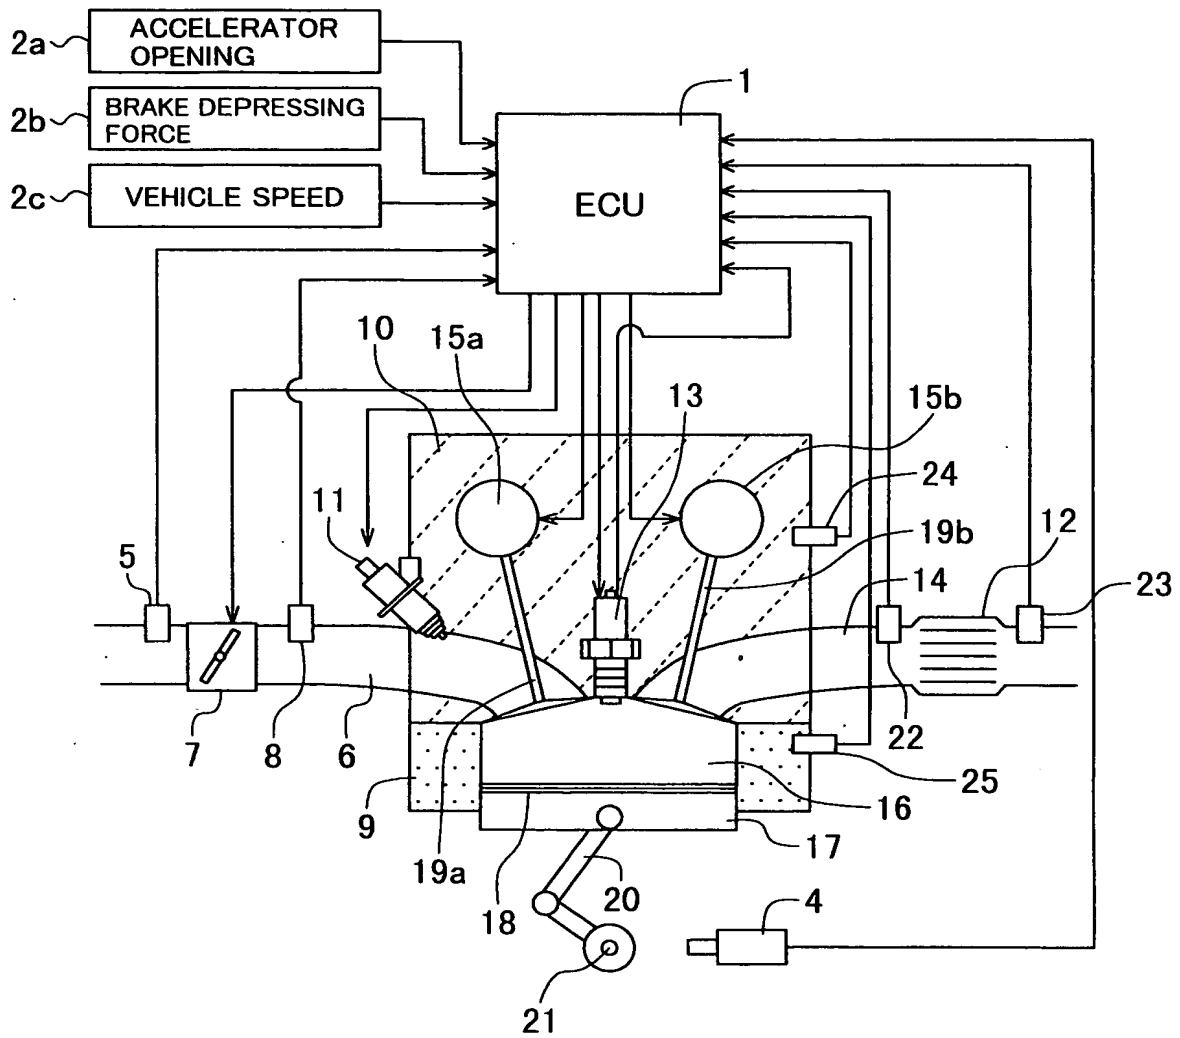 2a
ACCELERATOR
OPENING
2b
BRAKE DEPRESSING
FORCE
2c
VEHICLE SPEED
1
ECU
10
15a
13
15b
11
24
5
19b
12
14
23
7
8
6
22
9
25
16
19a
17
18
20
4
21